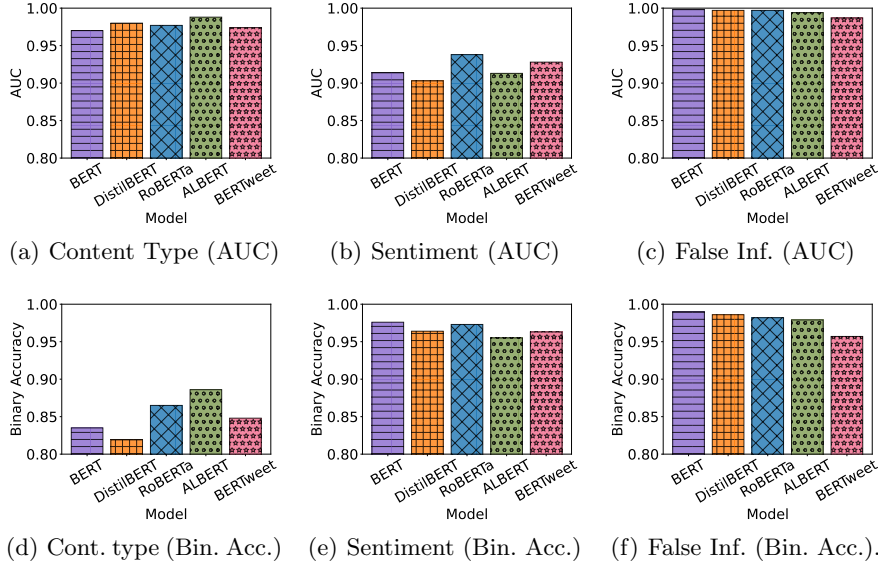 1.00
0.95
0.90
0.85
0.80
AUC
BERT
DistilBERT
RoBERTa
ALBERT
BERTweet
Model
(a) Content Type (AUC)
1.00
0.95
0.90
0.85
0.80
AUC
BERT
DistilBERT
RoBERTa
ALBERT
BERTweet
Model
(b) Sentiment (AUC)
1.00
0.95
0.90
0.85
0.80
AUC
BERT
DistilBERT
RoBERTa
ALBERT
BERTweet
Model
(c) False Inf. (AUC)
1.00
0.95
0.90
0.85
0.80
Binary Accuracy
BERT
DistilBERT
RoBERTa
ALBERT
BERTweet
Model
(d) Cont. type (Bin. Acc.)
1.00
0.95
0.90
0.85
0.80
Binary Accuracy
BERT
DistilBERT
RoBERTa
ALBERT
BERTweet
Model
(e) Sentiment (Bin. Acc.)
1.00
0.95
0.90
0.85
0.80
Binary Accuracy
BERT
DistilBERT
RoBERTa
ALBERT
BERTweet
Model
(f) False Inf. (Bin. Acc.).